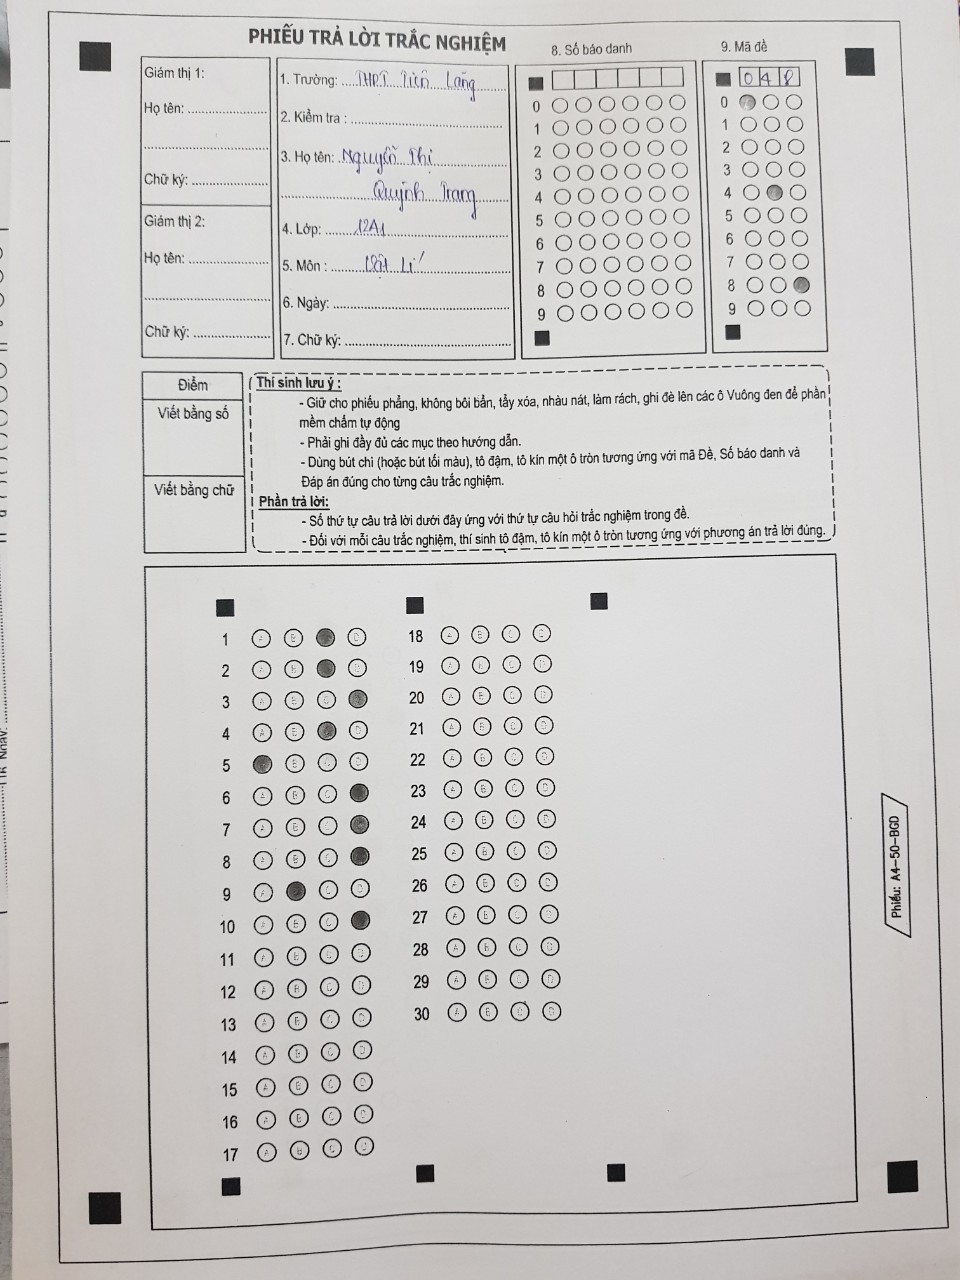 PHIẾU TRẢ LỜI TRẮC NGHIỆM
Giám thị 1:
Họ tên:
Chữ ký:
Giám thị 2:
Họ tên:
Chữ ký:
1. Trường: THPT Tiên Lãng
2. Kiểm tra :
3. Họ tên: Nguyễn Thị
Quỳnh Trang
4. Lớp: 12A1
5. Môn : Vật Lí
6. Ngày:
7. Chữ ký:
8. Số báo danh
0
1
2
3
4
5
6
7
8
9
9. Mã đề
0 4 8
0
1
2
3
4
5
6
7
8
9
Điểm
Viết bằng số
Viết bằng chữ
Thí sinh lưu ý :
- Giữ cho phiếu phẳng, không bôi bẩn, tẩy xóa, nhàu nát, làm rách, ghi đè lên các ô Vuông đen để phần
mềm chấm tự động
- Phải ghi đầy đủ các mục theo hướng dẫn.
- Dùng bút chì (hoặc bút tối màu), tô đậm, tô kín một ô tròn tương ứng với mã Đề, Số báo danh và
Đáp án đúng cho từng câu trắc nghiệm.
Phần trả lời:
- Số thứ tự câu trả lời dưới đây ứng với thứ tự câu hỏi trắc nghiệm trong đề.
- Đối với mỗi câu trắc nghiệm, thí sinh tô đậm, tô kín một ô tròn tương ứng với phương án trả lời đúng.
1 A B D
2 A B D
3 A B C
4 A B D
5 B C D
6 A B C
7 A B C
8 A B C
9 A C D
10 A B C
11 A B C D
12 A B C D
13 A B C D
14 A B C D
15 A B C D
16 A B C D
17 A B C D
18 A B C D
19 A B C D
20 A B C D
21 A B C D
22 A B C D
23 A B C D
24 A B C D
25 A B C D
26 A B C D
27 A B C D
28 A B C D
29 A B C D
30 A B C D
Phiếu: A4-50-BGD